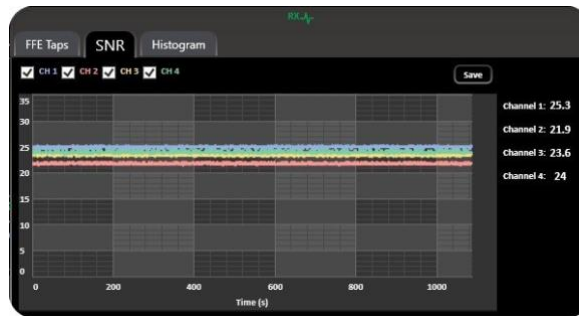 RX
FFE Taps SNR Histogram
CH 1 CH 2 CH 3 CH 4 Save
35
30
25
20
15
10
5
0
0 200 400 600 800 1000
Time (s)
Channel 1: 25.3
Channel 2: 21.9
Channel 3: 23.6
Channel 4: 24